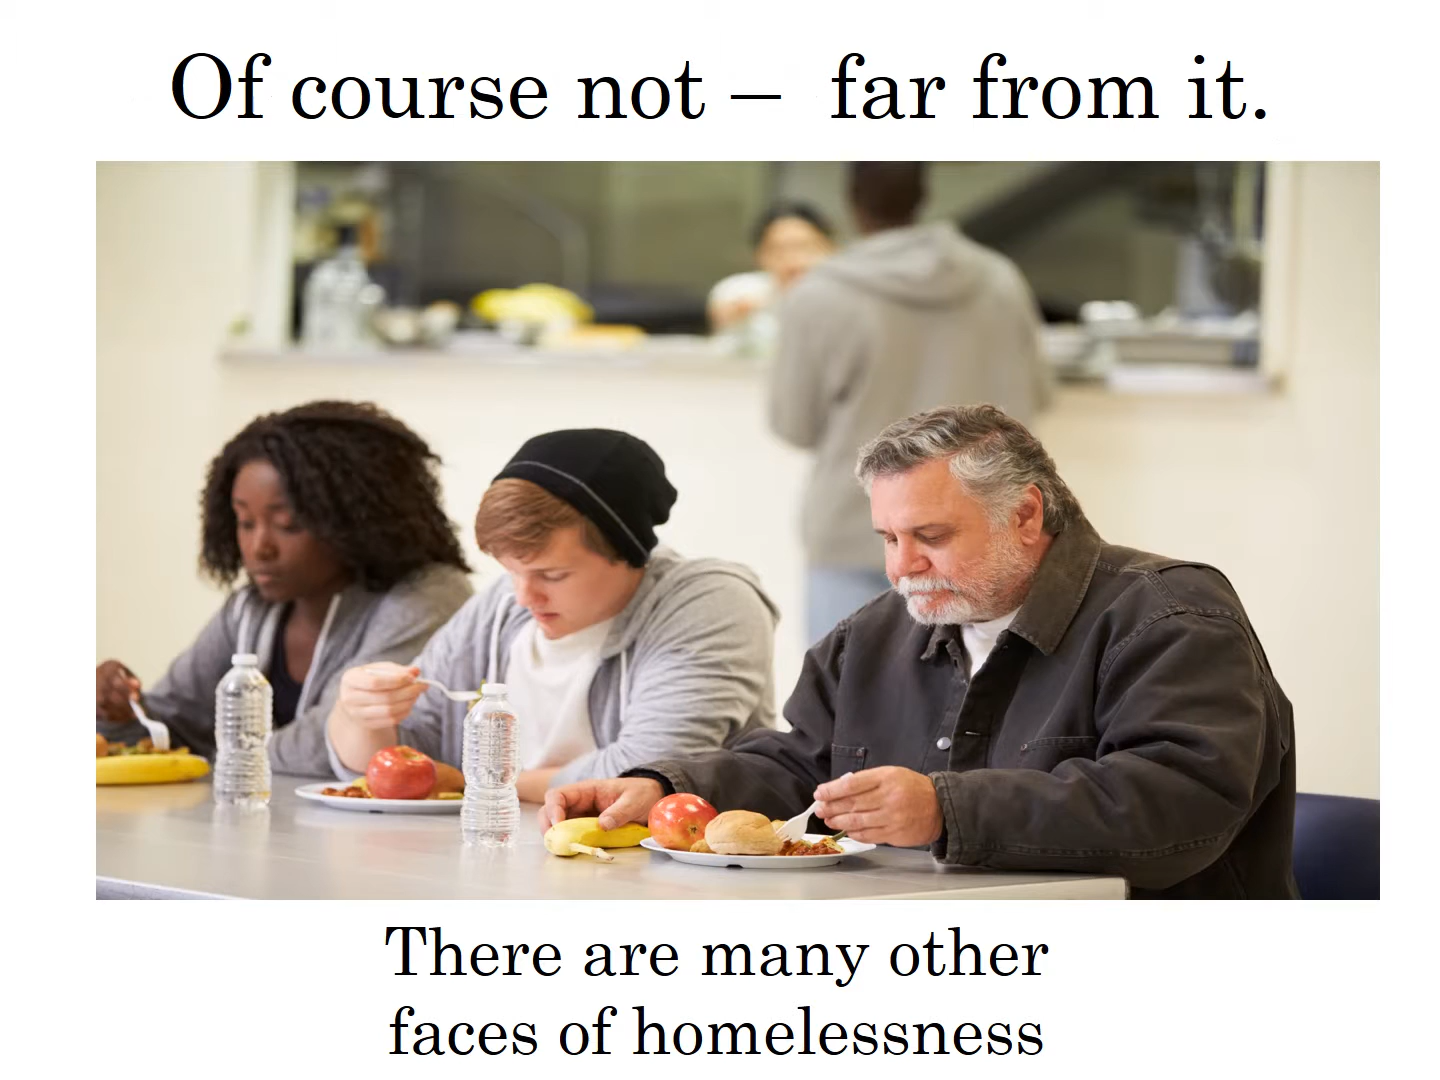 Of course not –  far from it.
There are many other
faces of homelessness